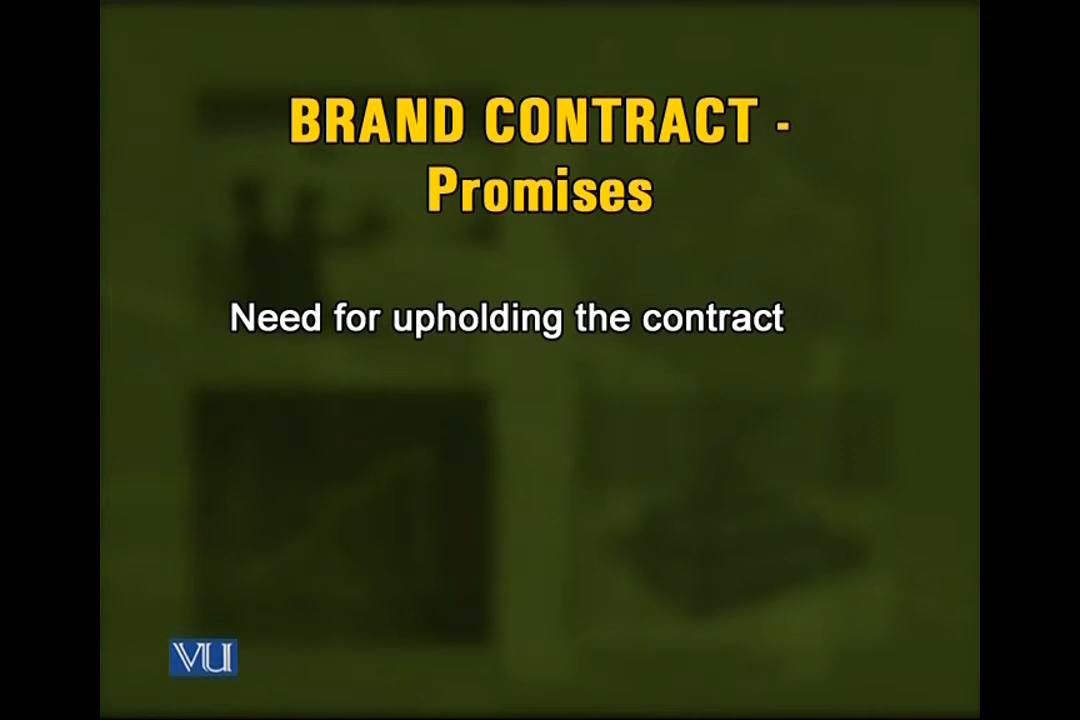 BRAND CONTRACT -
Promises
Need for upholding the contract
VU